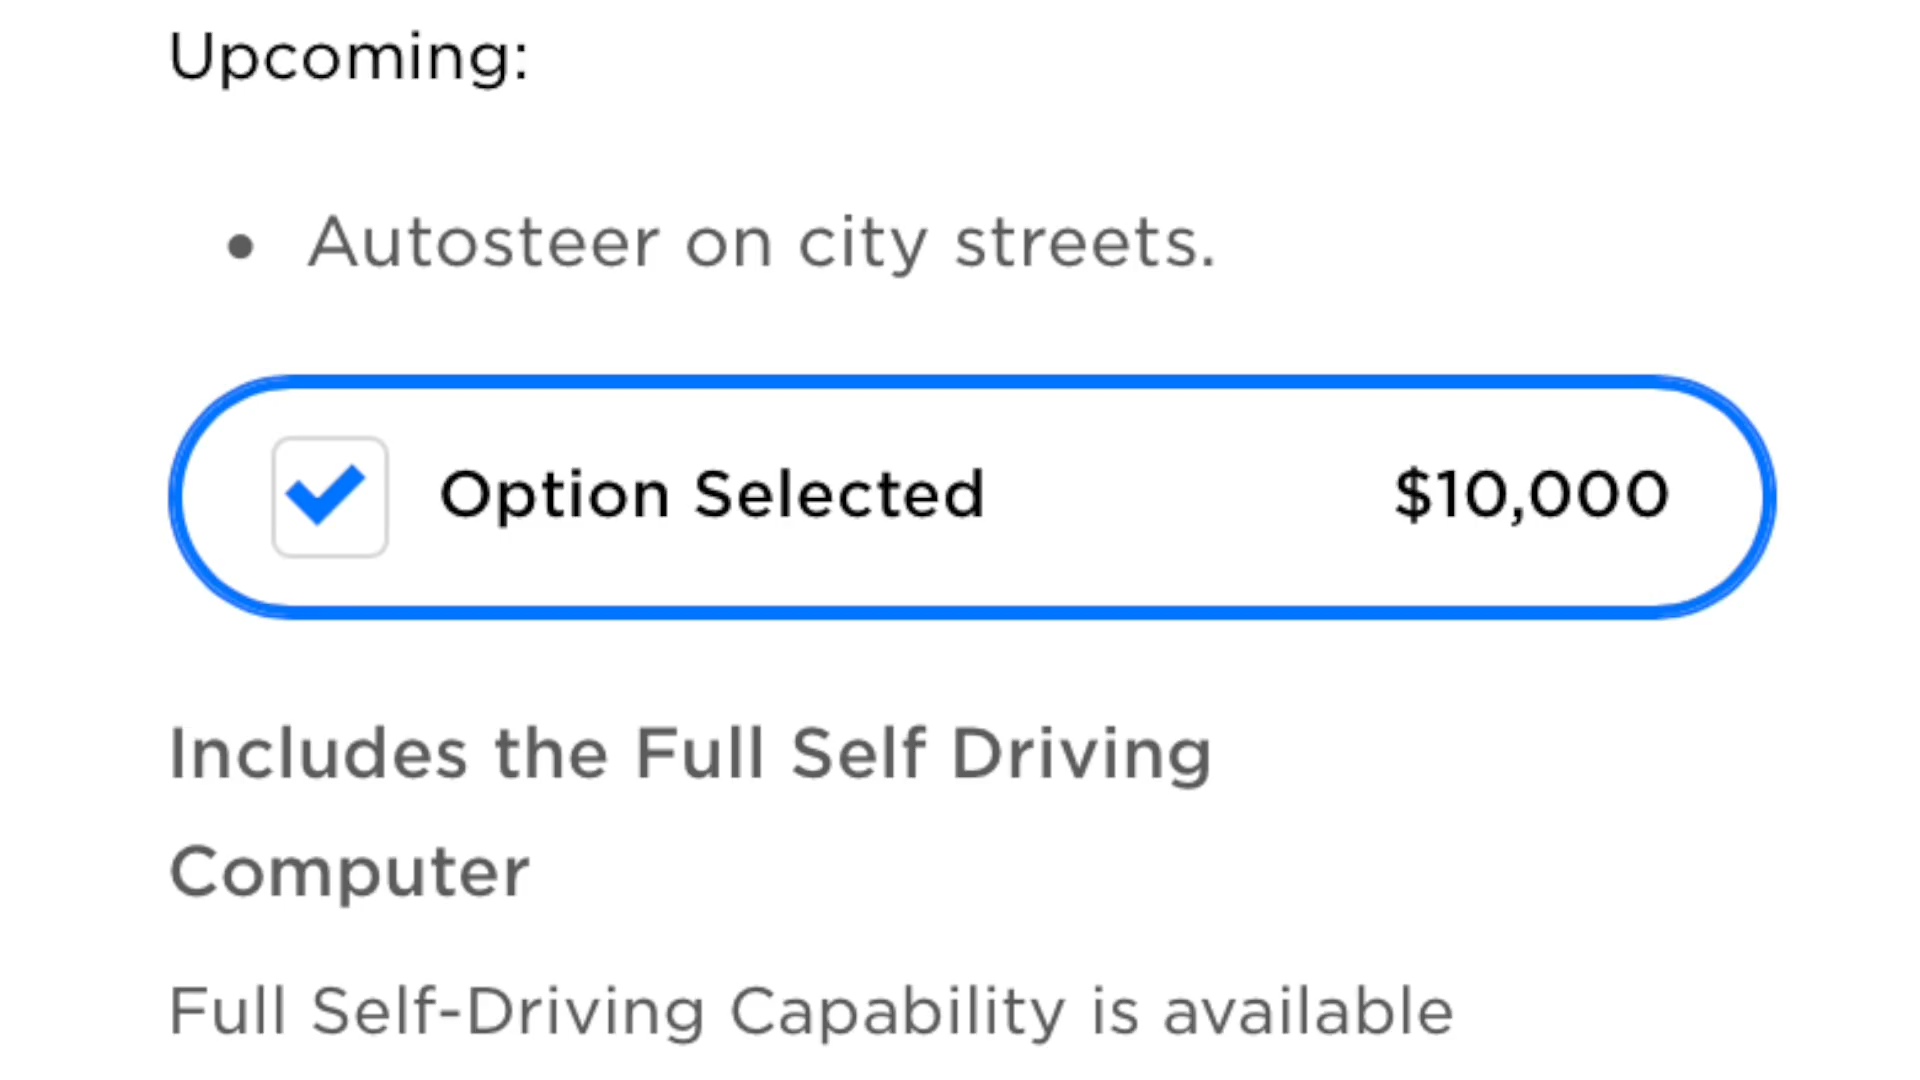 Upcoming:
• Autosteer on city streets.
Option Selected $10,000
Includes the Full Self Driving
Computer
Full Self-Driving Capability is available